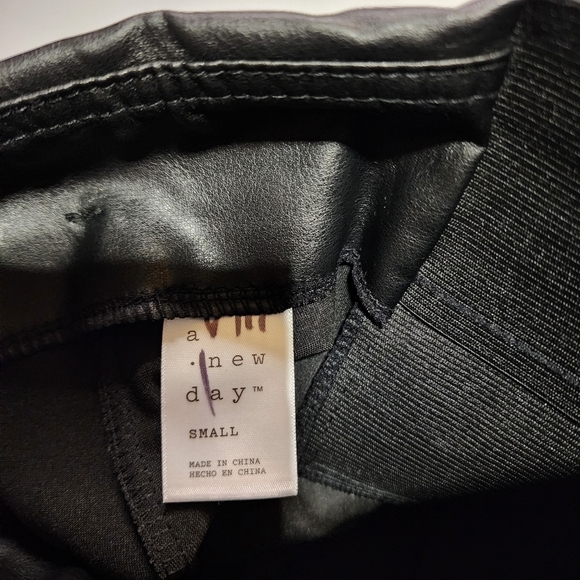 a
· new
day™
SMALL
MADE IN CHINA
HECHO EN CHINA